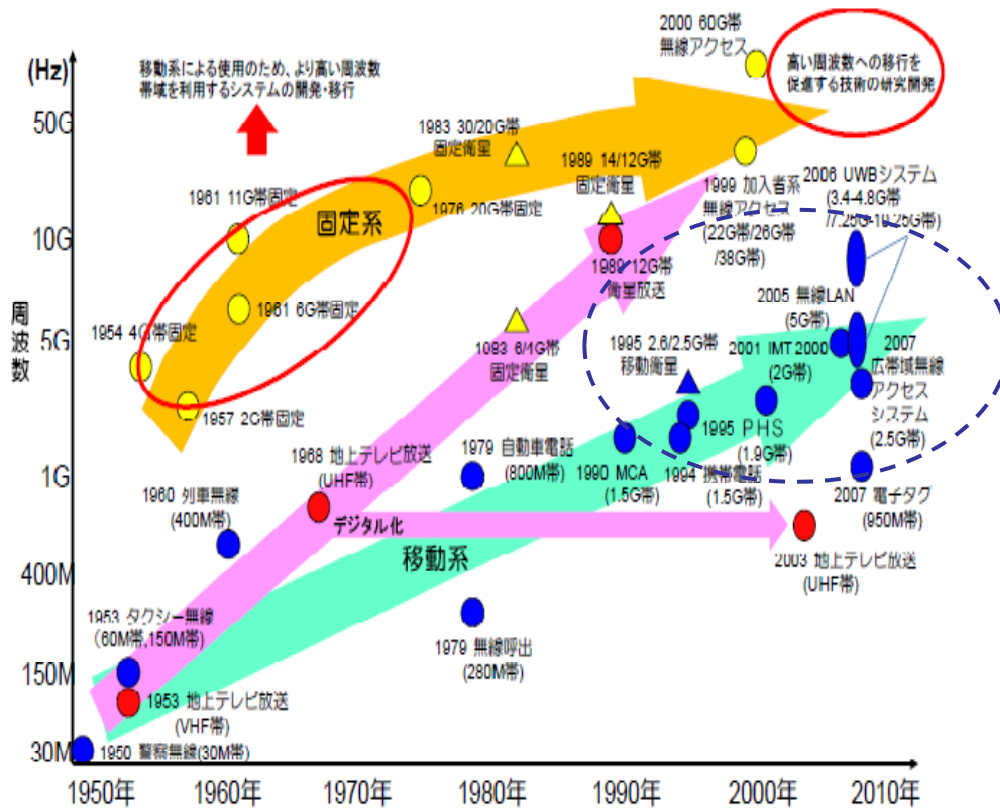 2000 60G帯
無線アクセス
高い周波数への移行を
促進する技術の研究開発
移動系による使用のため、より高い周波数
帯域を利用するシステムの開発・移行
(Hz)
50G
10G
5G
1G
400M
150M
30M
周波数
1983 30/20G帯
固定衛星
1989 14/12G帯
固定衛星
1961 11G帯固定
固定系
1976 20G帯固定
1999 加入者系
無線アクセス
(22G帯/26G帯
/38G帯)
2006 UWBシステム
(3.4-4.8G帯
/7.25G-10.25G帯)
1989 12G帯
衛星放送
1961 6G帯固定
1954 4G帯固定
1957 2G帯固定
1983 6/4G帯
固定衛星
2005 無線LAN
(5G帯)
1995 2.6/2.5G帯
移動衛星
2001 IMT 2000
(2G帯)
2007
広帯域無線
アクセス
システム
(2.5G帯)
1995 PHS
(1.9G帯)
1979 自動車電話
(800M帯)
1968 地上テレビ放送
(UHF帯)
1990 MCA
(1.5G帯)
1994 携帯電話
(1.5G帯)
2007 電子タグ
(950M帯)
1960 列車無線
(400M帯)
デジタル化
移動系
2003 地上テレビ放送
(UHF帯)
1953 タクシー無線
(60M帯,150M帯)
1979 無線呼出
(280M帯)
1953 地上テレビ放送
(VHF帯)
1950 警察無線(30M帯)
1950年
1960年
1970年
1980年
1990年
2000年
2010年